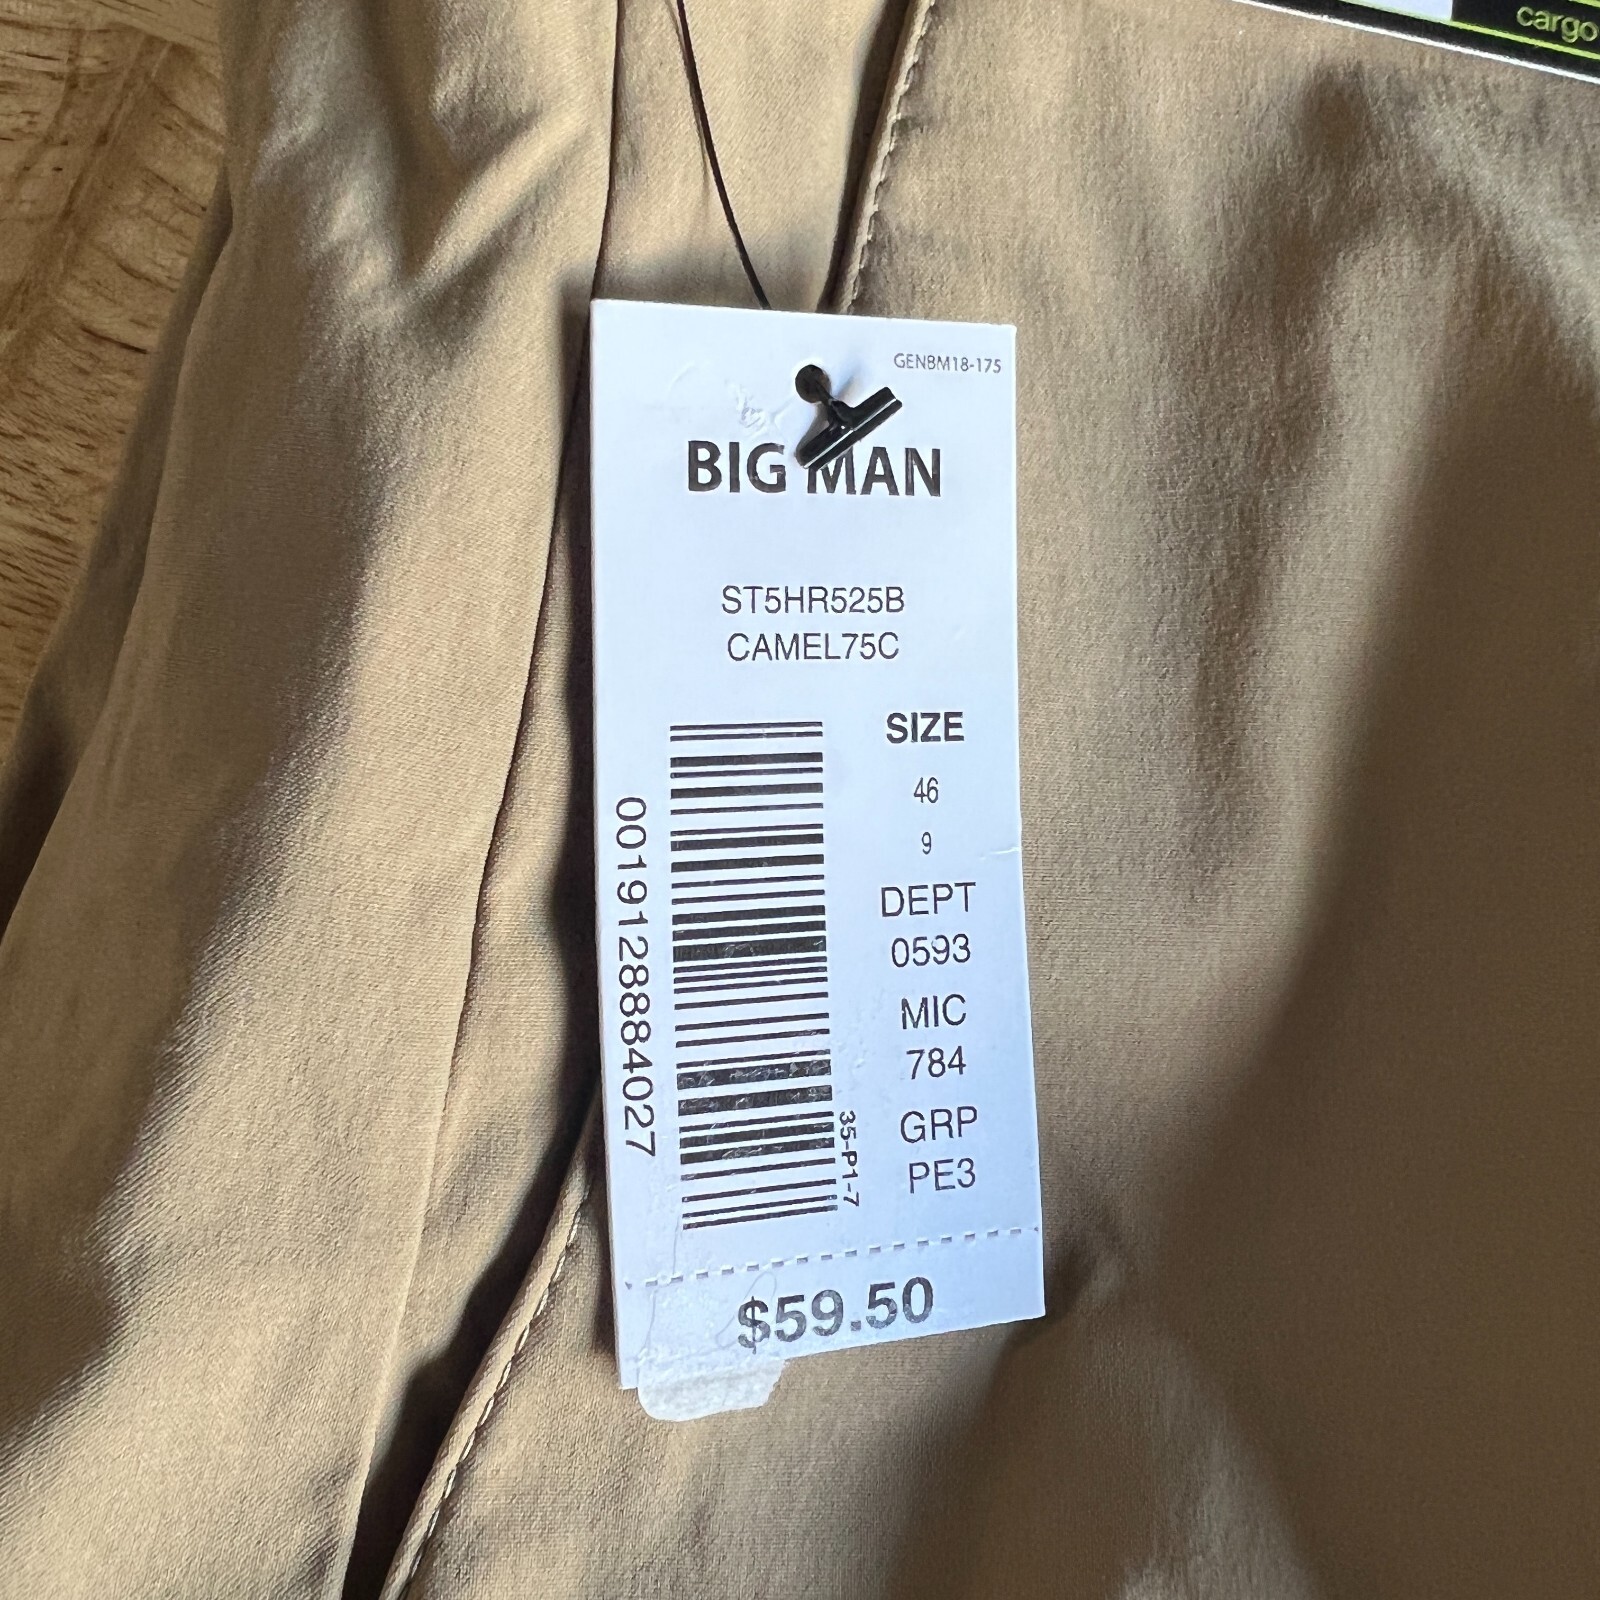 cargo
GENBM18-175
BIG MAN
ST5HR525B
CAMEL75C
SIZE
46
9
DEPT
0593
MIC
784
GRP
PE3
001912884027
35-P1-7
$59.50